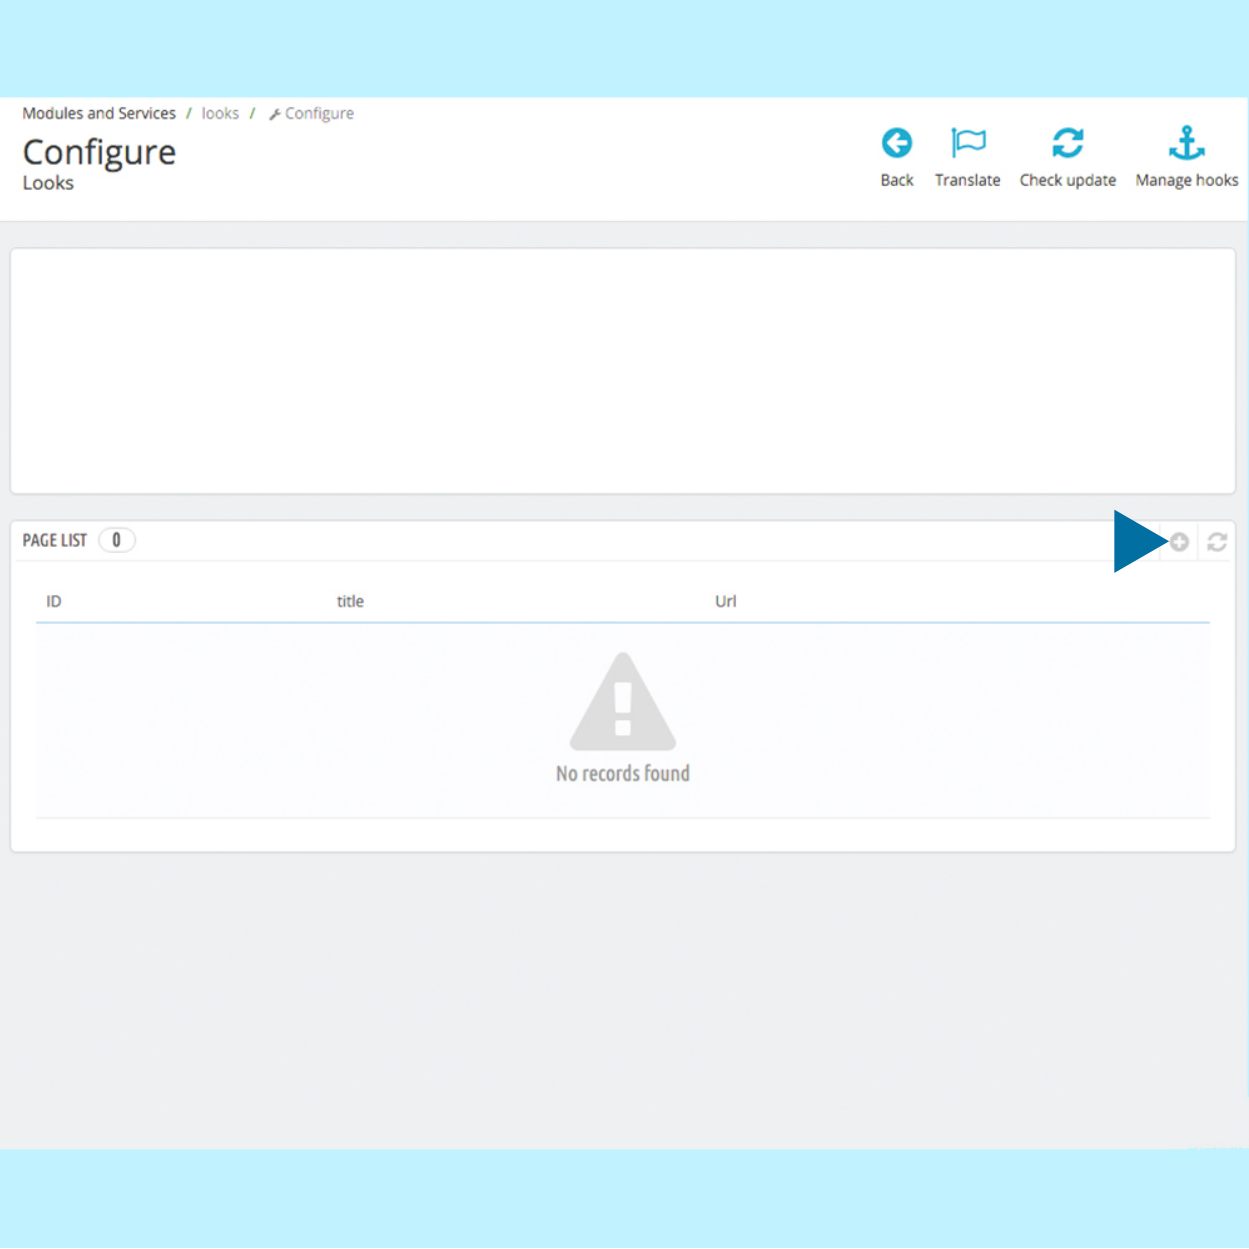 Modules and Services / looks / Configure
Configure
Looks
Back Translate Check update Manage hooks
PAGE LIST 0
ID title Url
No records found